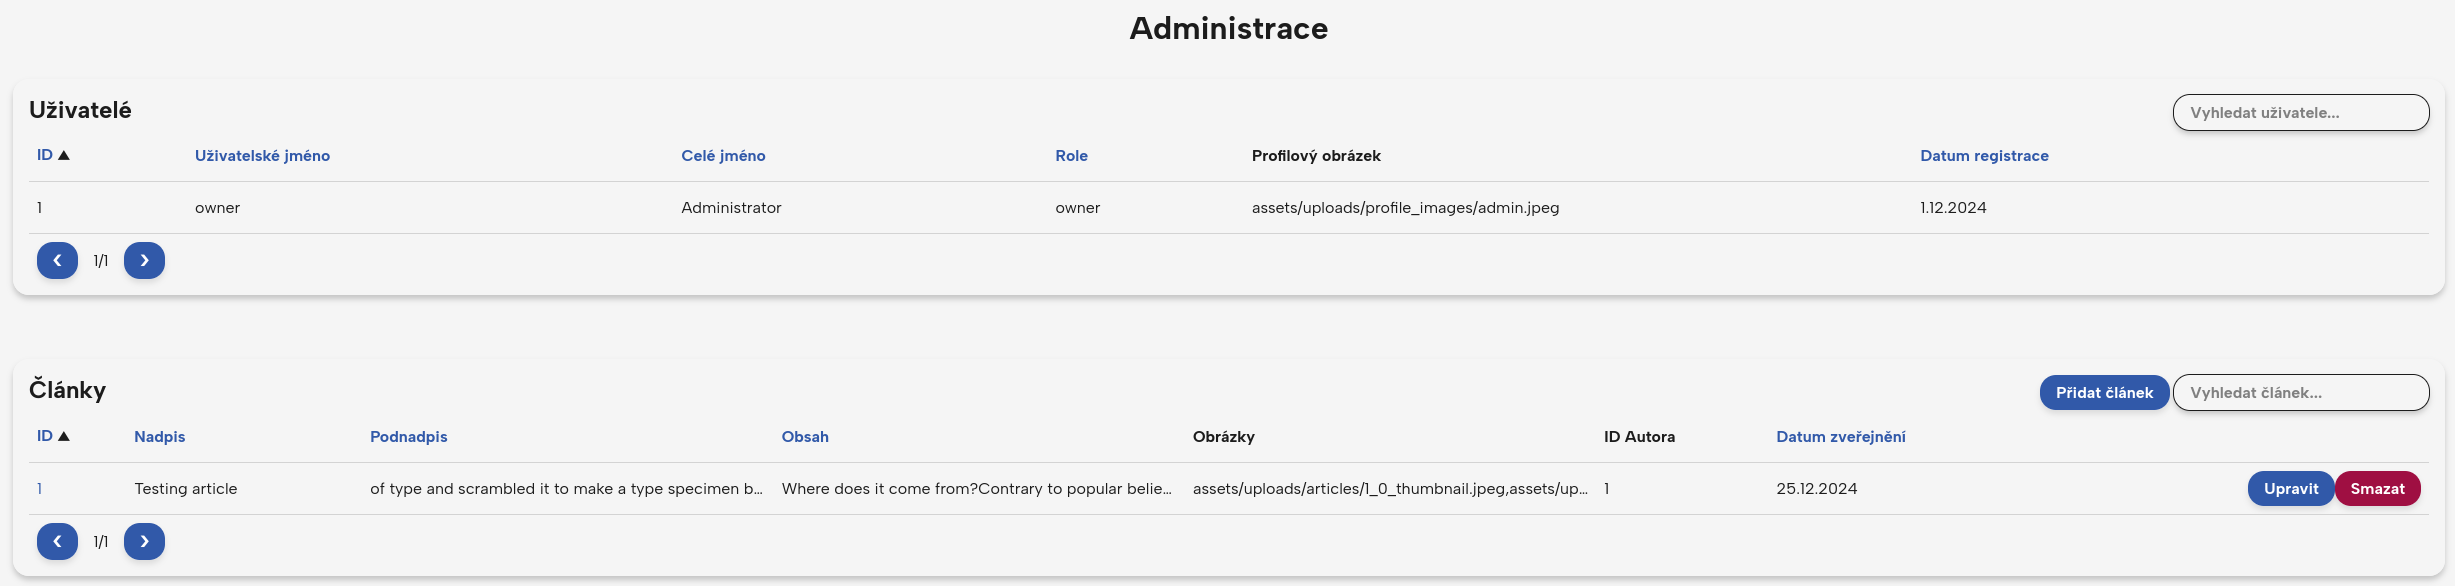 Administrace
Uživatelé
Vyhledat uživatele...
ID ▲ Uživatelské jméno Celé jméno Role Profilový obrázek Datum registrace
1 owner Administrator owner assets/uploads/profile_images/admin.jpeg 1.12.2024
‹ 1/1 ›
Články
Přidat článek Vyhledat článek...
ID ▲ Nadpis Podnadpis Obsah Obrázky ID Autora Datum zveřejnění
1 Testing article of type and scrambled it to make a type specimen b... Where does it come from?Contrary to popular belie... assets/uploads/articles/1_0_thumbnail.jpeg,assets/up... 1 25.12.2024 Upravit Smazat
‹ 1/1 ›